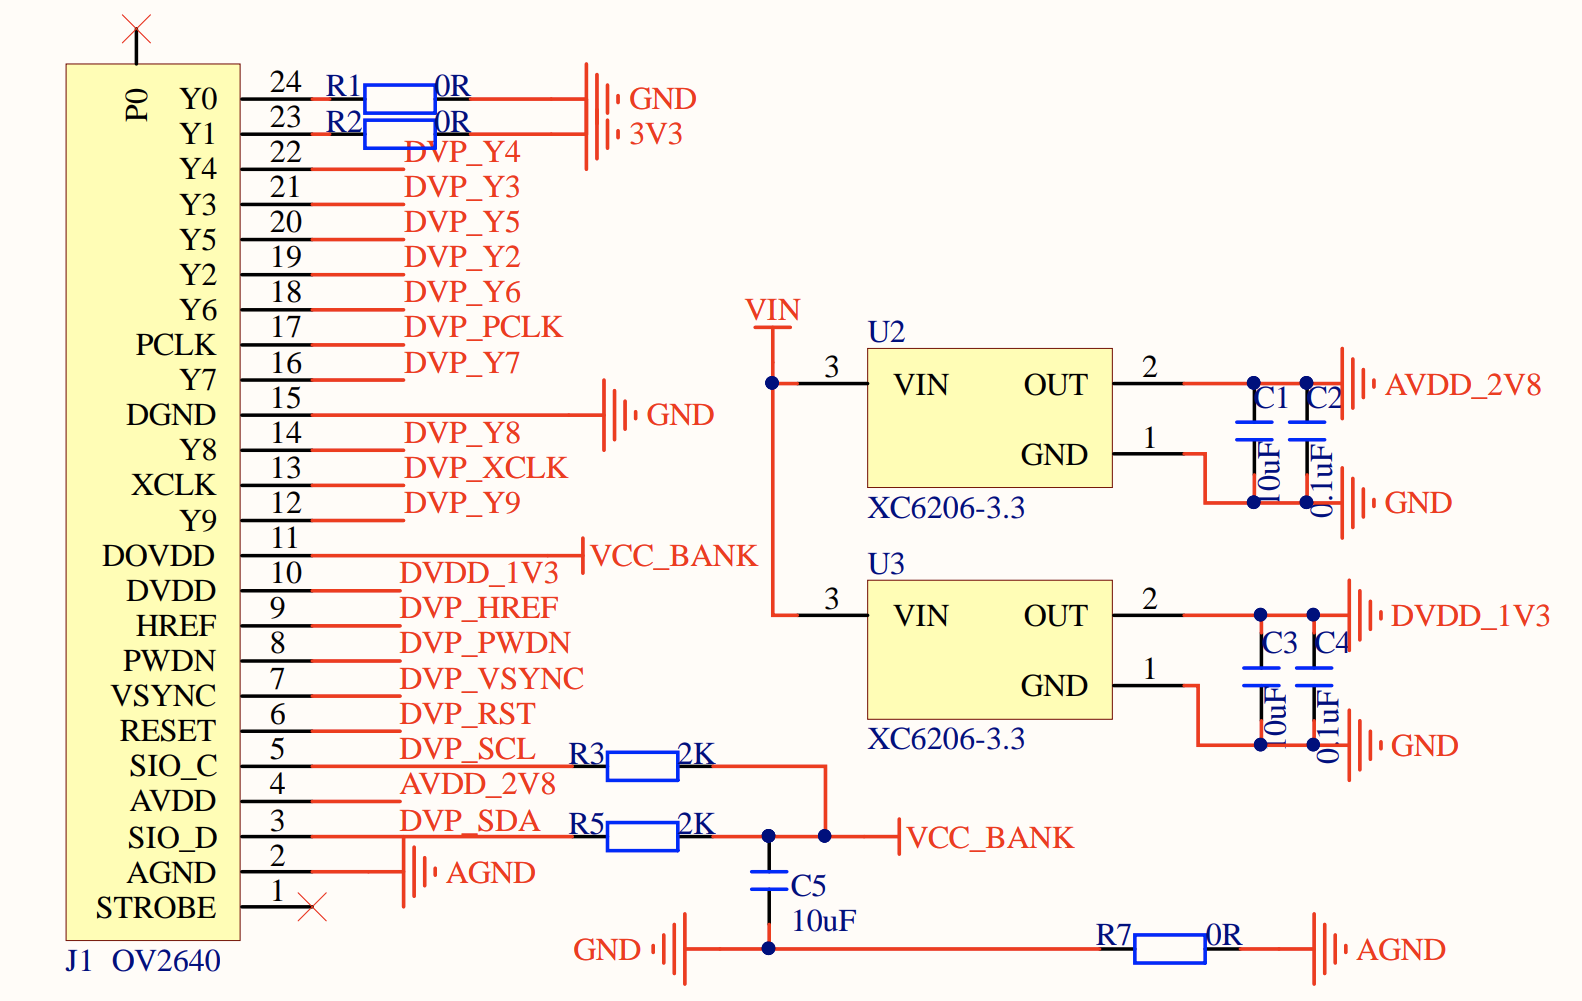 P0
Y0 24 R1 0R GND
Y1 23 R2 0R 3V3
Y4 22 DVP_Y4
Y3 21 DVP_Y3
Y5 20 DVP_Y5
Y2 19 DVP_Y2
Y6 18 DVP_Y6
PCLK 17 DVP_PCLK
Y7 16 DVP_Y7
DGND 15 GND
Y8 14 DVP_Y8
XCLK 13 DVP_XCLK
Y9 12 DVP_Y9
DOVDD 11 VCC_BANK
DVDD 10 DVDD_1V3
HREF 9 DVP_HREF
PWDN 8 DVP_PWDN
VSYNC 7 DVP_VSYNC
RESET 6 DVP_RST
SIO_C 5 DVP_SCL R3 2K
AVDD 4 AVDD_2V8
SIO_D 3 DVP_SDA R5 2K VCC_BANK
AGND 2 AGND
STROBE 1
J1 OV2640
C5
10uF
GND R7 0R AGND
VIN
U2
3 VIN OUT 2 AVDD_2V8
C1 C2
10uF 0.1uF
GND 1 GND
XC6206-3.3
U3
3 VIN OUT 2 DVDD_1V3
C3 C4
10uF 0.1uF
GND 1 GND
XC6206-3.3